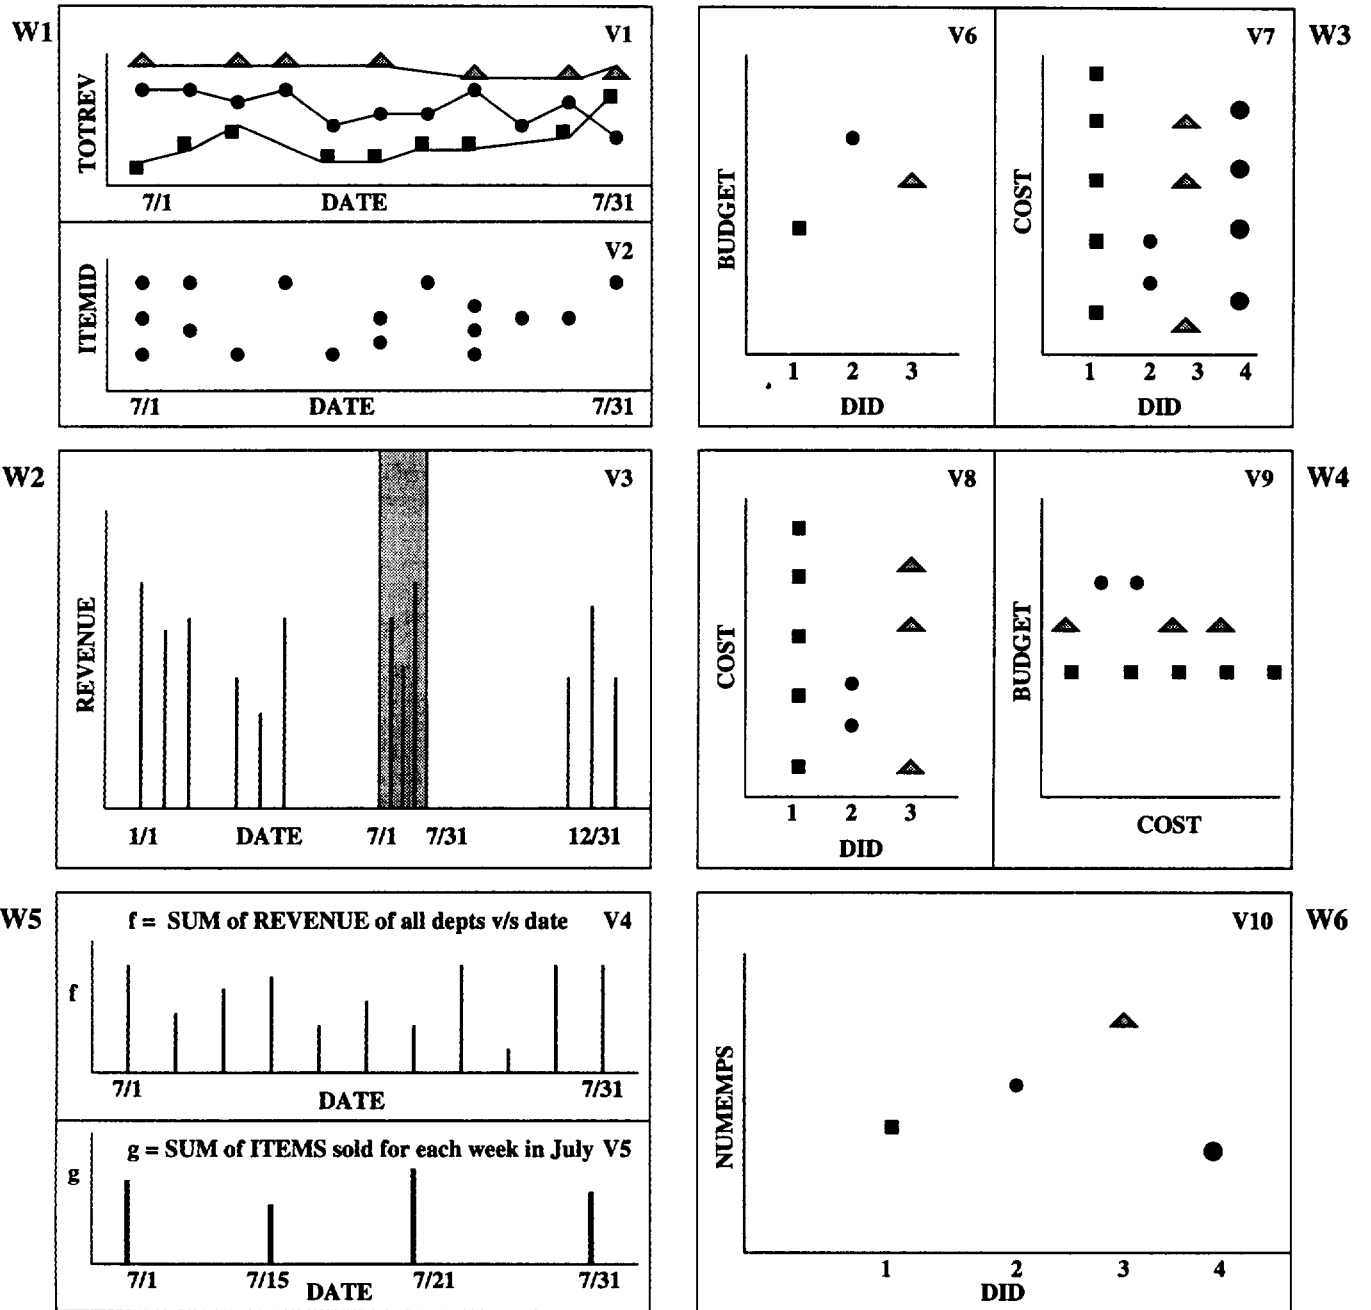 W1
V1
TOTREV
7/1 DATE 7/31
V2
ITEMID
7/1 DATE 7/31
V6
BUDGET
1 2 3
DID
W3
V7
COST
1 2 3 4
DID
W2
V3
REVENUE
1/1 DATE 7/1 7/31 12/31
V8
COST
1 2 3
DID
W4
V9
BUDGET
COST
W5
f = SUM of REVENUE of all depts v/s date V4
f
7/1 DATE 7/31
g = SUM of ITEMS sold for each week in July V5
g
7/1 7/15 DATE 7/21 7/31
W6
V10
NUMEMPS
1 2 3 4
DID